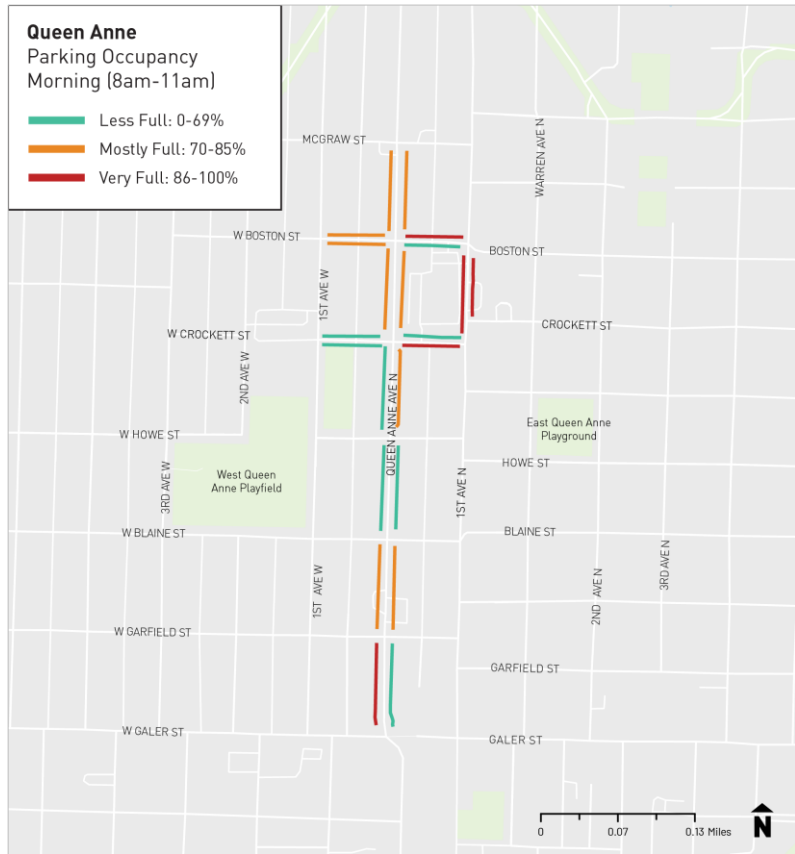 Queen Anne
Parking Occupancy
Morning (8am-11am)
Less Full: 0-69%
Mostly Full: 70-85%
Very Full: 86-100%
MCGRAW ST
WARREN AVE N
W BOSTON ST
BOSTON ST
1ST AVE W
CROCKETT ST
W CROCKETT ST
2ND AVE W
QUEEN ANNE AVE N
East Queen Anne
Playground
W HOWE ST
HOWE ST
3RD AVE W
West Queen
Anne Playfield
1ST AVE N
W BLAINE ST
BLAINE ST
1ST AVE W
2ND AVE N
3RD AVE N
W GARFIELD ST
GARFIELD ST
W GALER ST
GALER ST
0
0.07
0.13 Miles
N